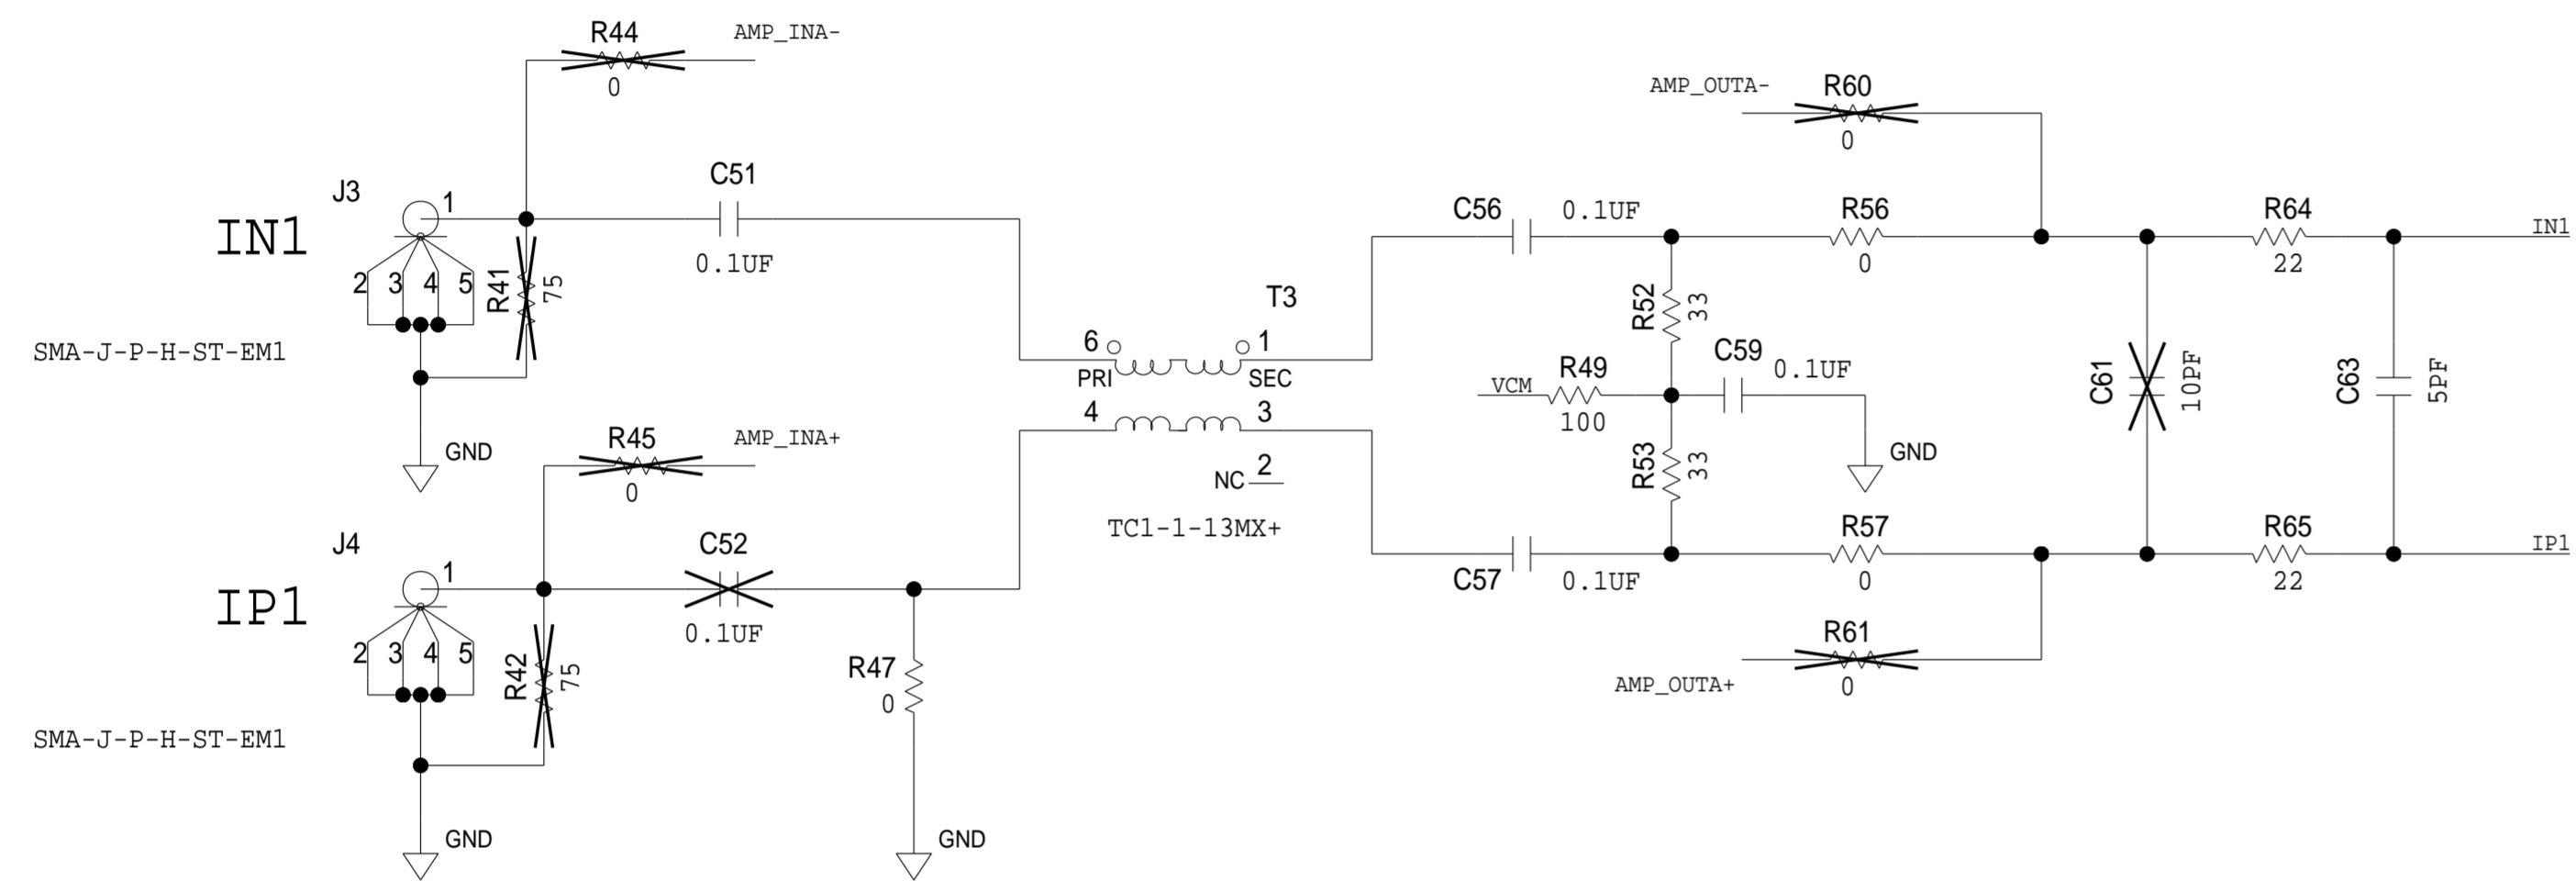 R44
AMP_INA-
0
J3
1
IN1
2 3 4 5
SMA-J-P-H-ST-EM1
R41
75
GND
C51
0.1UF
R45
AMP_INA+
0
J4
1
IP1
2 3 4 5
SMA-J-P-H-ST-EM1
R42
75
GND
C52
0.1UF
R47
0
GND
T3
6
1
PRI
SEC
4
3
NC 2
TC1-1-13MX+
C56
0.1UF
AMP_OUTA-
R60
0
R56
0
R52
33
VCM
R49
100
C59
0.1UF
GND
R53
33
C57
0.1UF
R57
0
R61
AMP_OUTA+
0
C61
10PF
R64
22
IN1
C63
5PF
R65
22
IP1